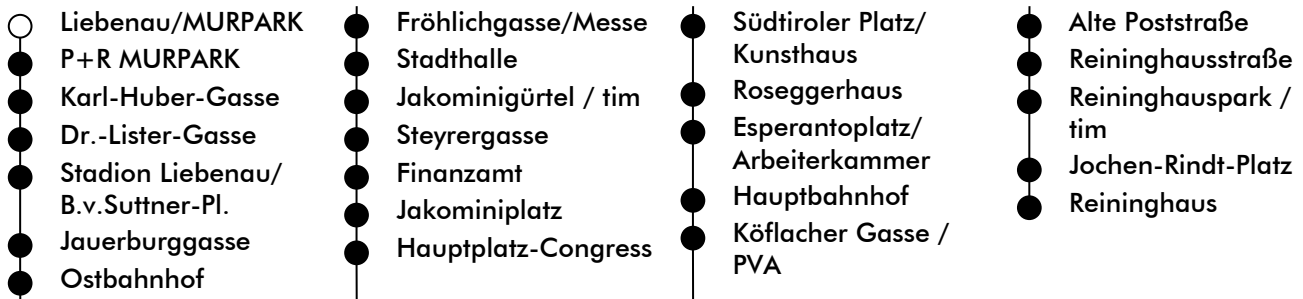 Liebenau/MURPARK
P+R MURPARK
Karl-Huber-Gasse
Dr.-Lister-Gasse
Stadion Liebenau/
B.v.Suttner-Pl.
Jauerburggasse
Ostbahnhof
Fröhlichgasse/Messe
Stadthalle
Jakominigürtel / tim
Steyrergasse
Finanzamt
Jakominiplatz
Hauptplatz-Congress
Südtiroler Platz/
Kunsthaus
Roseggerhaus
Esperantoplatz/
Arbeiterkammer
Hauptbahnhof
Köflacher Gasse /
PVA
Alte Poststraße
Reininghausstraße
Reininghauspark /
tim
Jochen-Rindt-Platz
Reininghaus